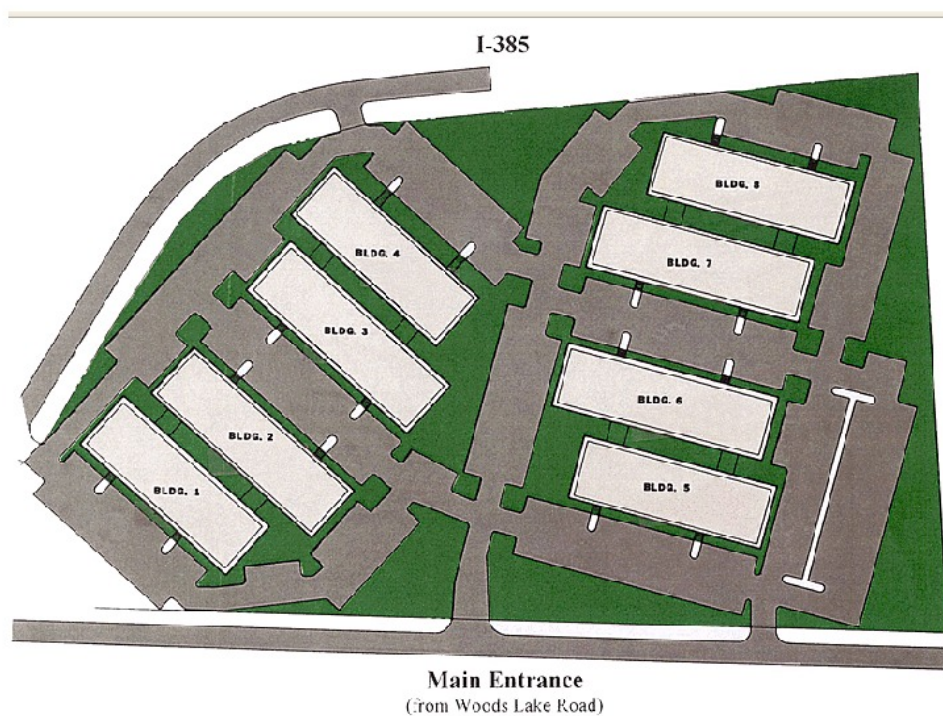 I-385
BLDG. 8
BLDG. 4
BLDG. 7
BLDG. 3
BLDG. 6
BLDG. 2
BLDG. 5
BLDG. 1
Main Entrance
(from Woods Lake Road)